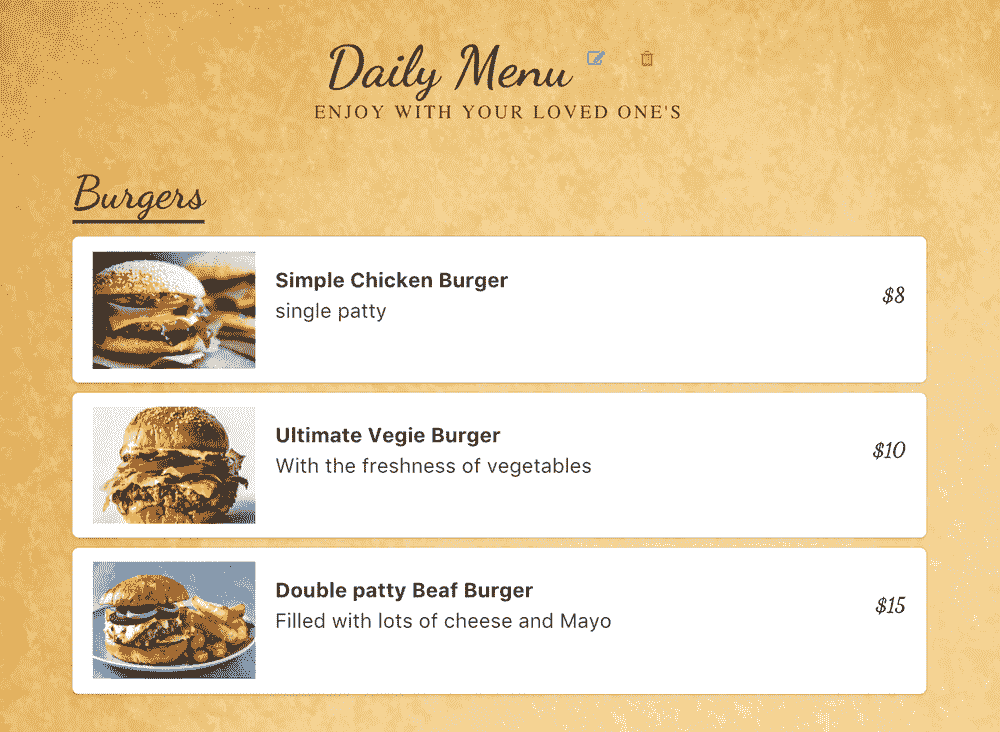 Daily Menu
ENJOY WITH YOUR LOVED ONE'S
Burgers
Simple Chicken Burger
single patty
$8
Ultimate Vegie Burger
With the freshness of vegetables
$10
Double patty Beaf Burger
Filled with lots of cheese and Mayo
$15